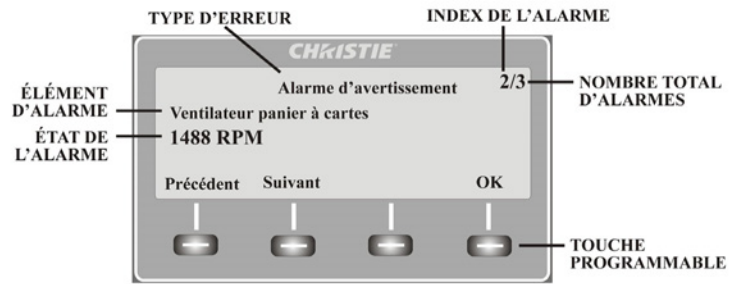 TYPE D'ERREUR
INDEX DE L'ALARME
CHRISTIE
Alarme d'avertissement
2/3
NOMBRE TOTAL
D'ALARMES
ÉLÉMENT
D'ALARME
Ventilateur panier à cartes
ÉTAT DE
L'ALARME
1488 RPM
Précédent
Suivant
OK
TOUCHE
PROGRAMMABLE